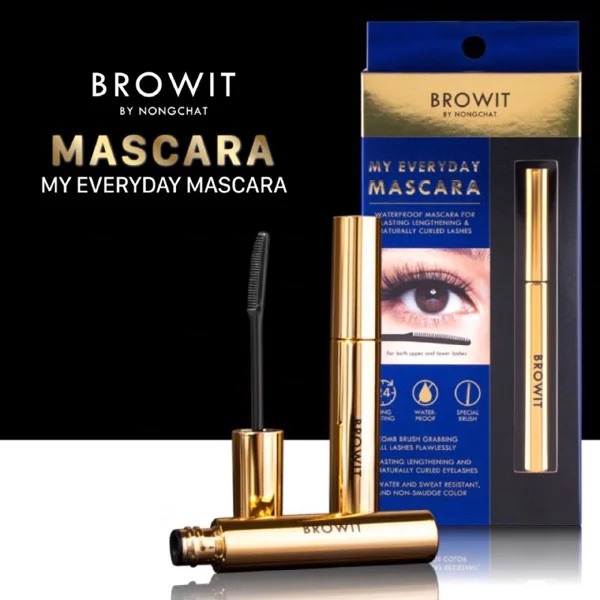 BROWIT
BY NONGCHAT
MASCARA
MY EVERYDAY MASCARA
BROWIT
BY NONGCHAT
MY EVERYDAY
MASCARA
WATERPROOF MASCARA FOR
LASTING LENGTHENING &
NATURALLY CURLED LASHES
For both upper and lower lashes
24
WATER-
PROOF
SPECIAL
BRUSH
COMB BRUSH GRABBING
ALL LASHES FLAWLESSLY
LASTING LENGTHENING AND
NATURALLY CURLED EYELASHES
WATER AND SWEAT RESISTANT,
AND NON-SMUDGE COLOR
BROWIT
BROWIT
BROWIT